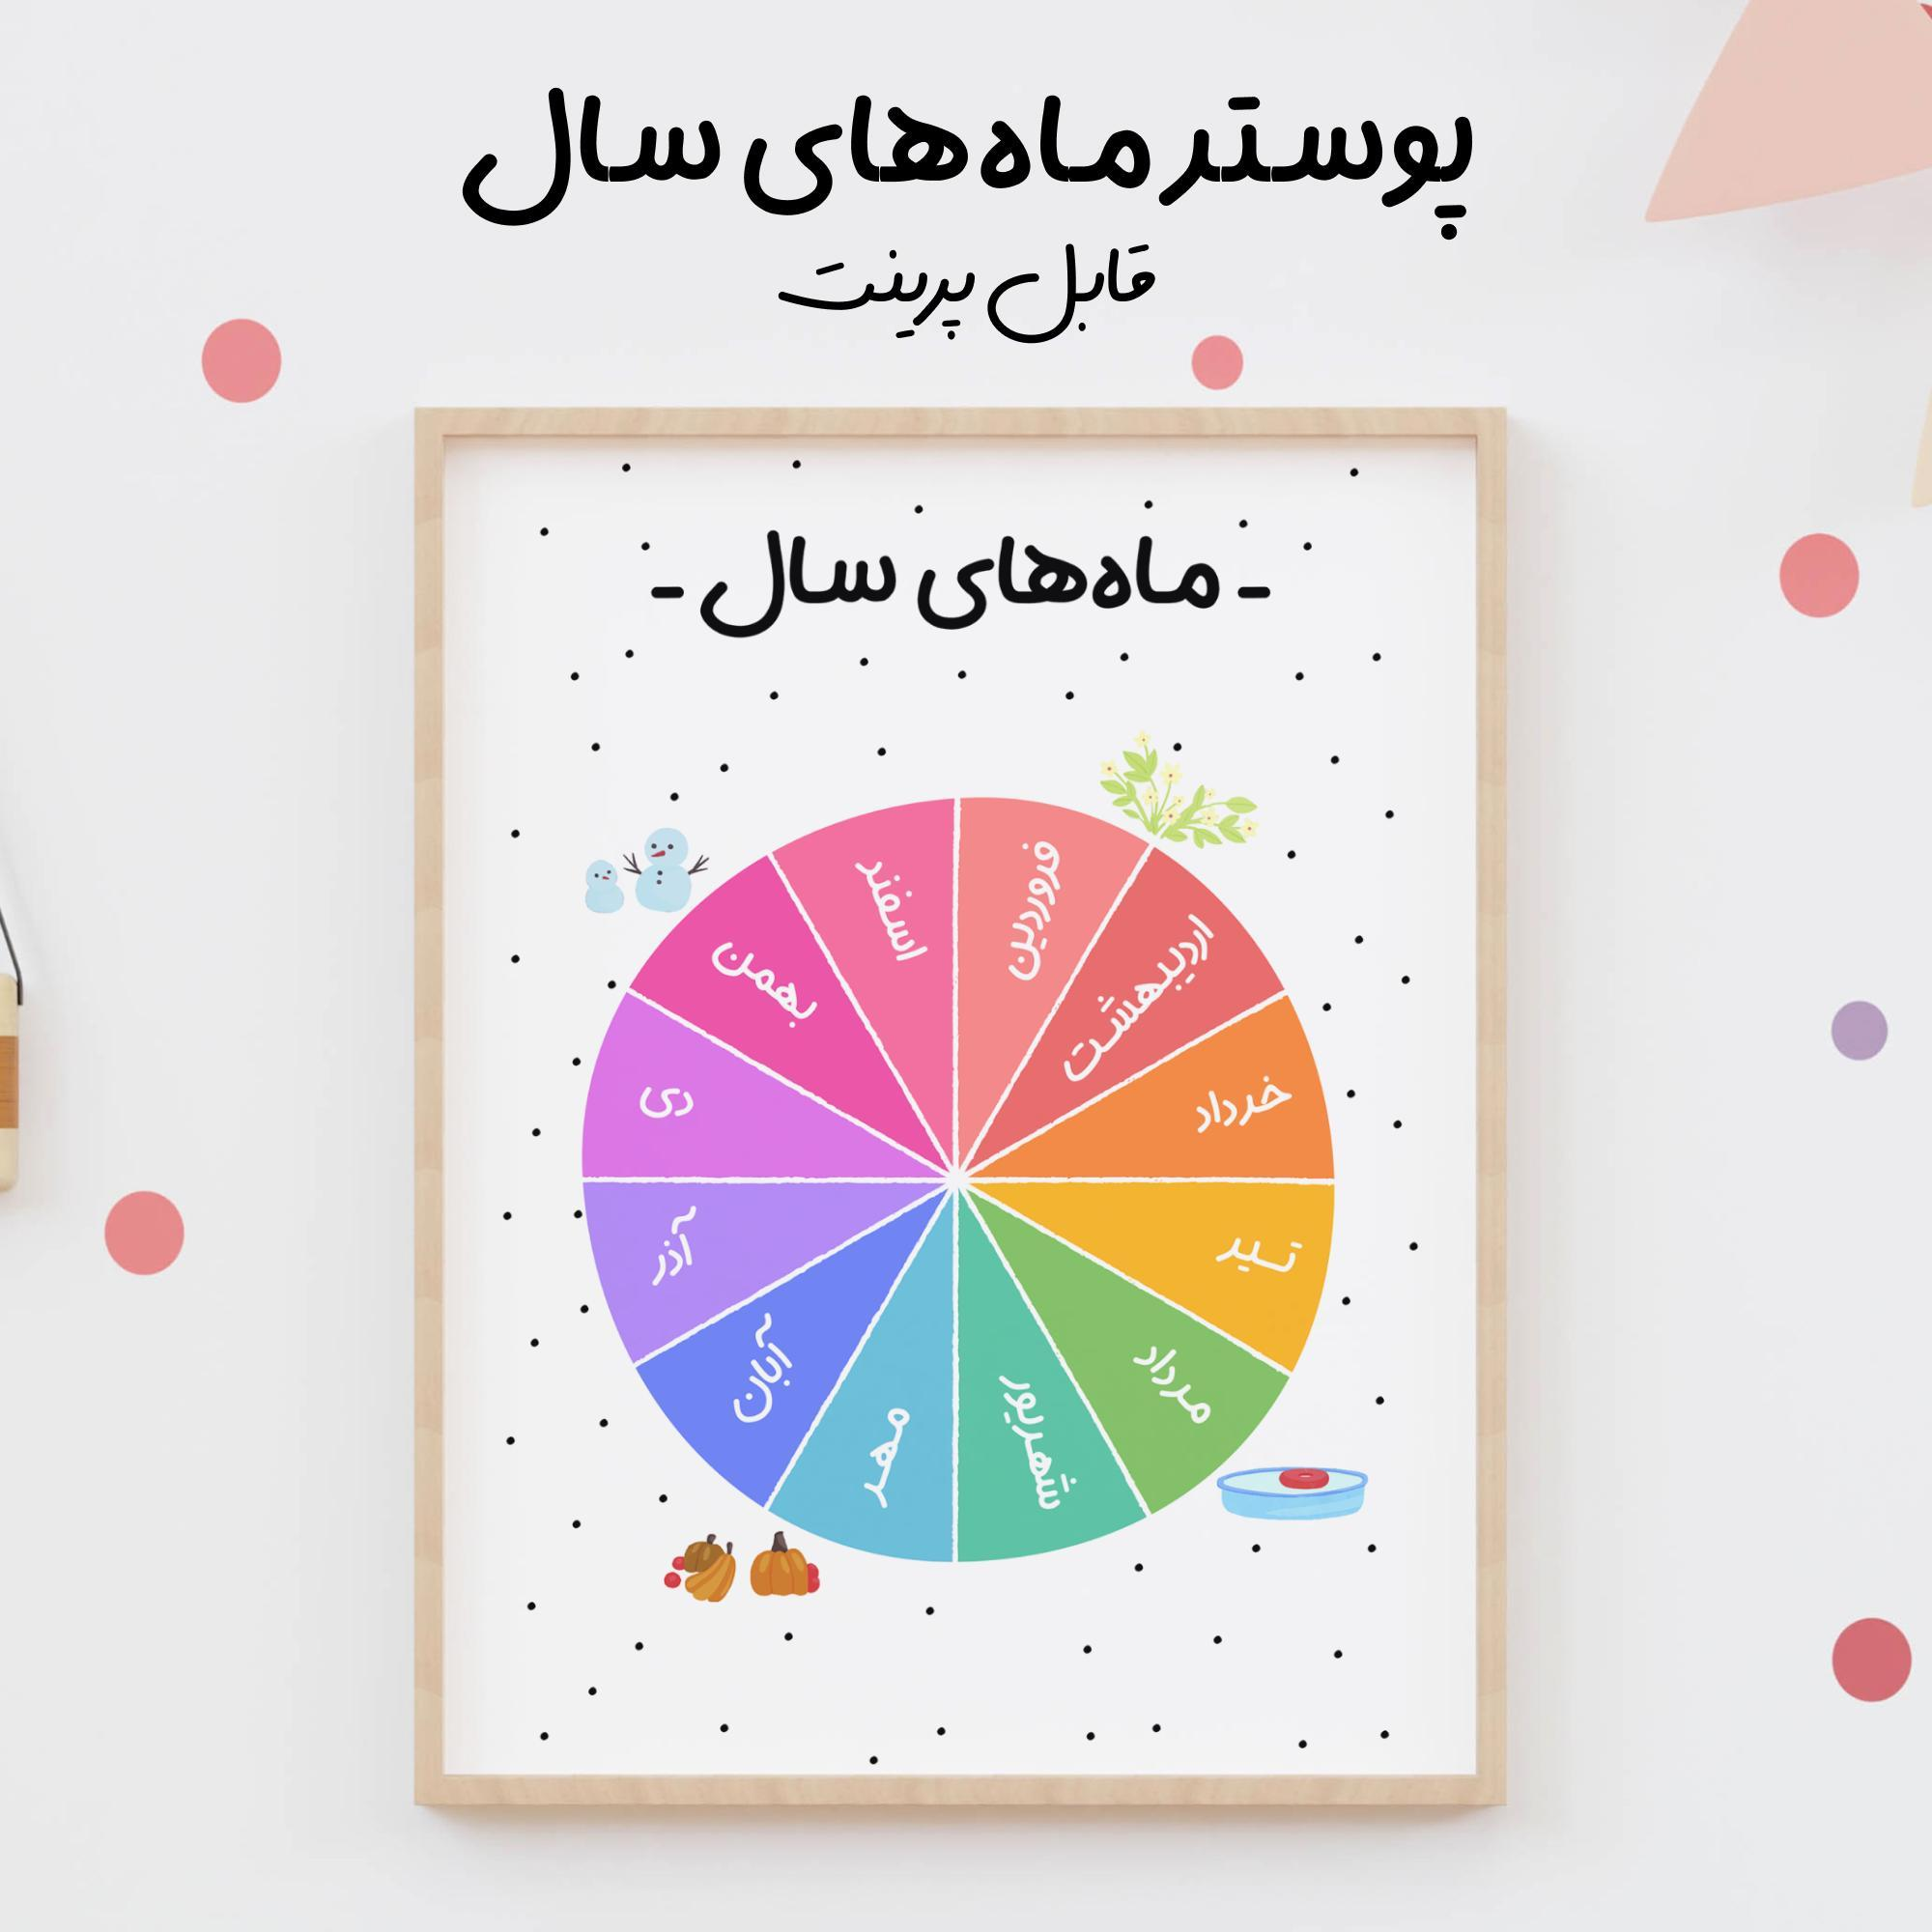 پوستر ماه‌های سال
قابل پرینت
- ماه‌های سال -
فروردین
اردیبهشت
خرداد
تیر
مرداد
شهریور
مهر
آبان
آذر
دی
بهمن
اسفند